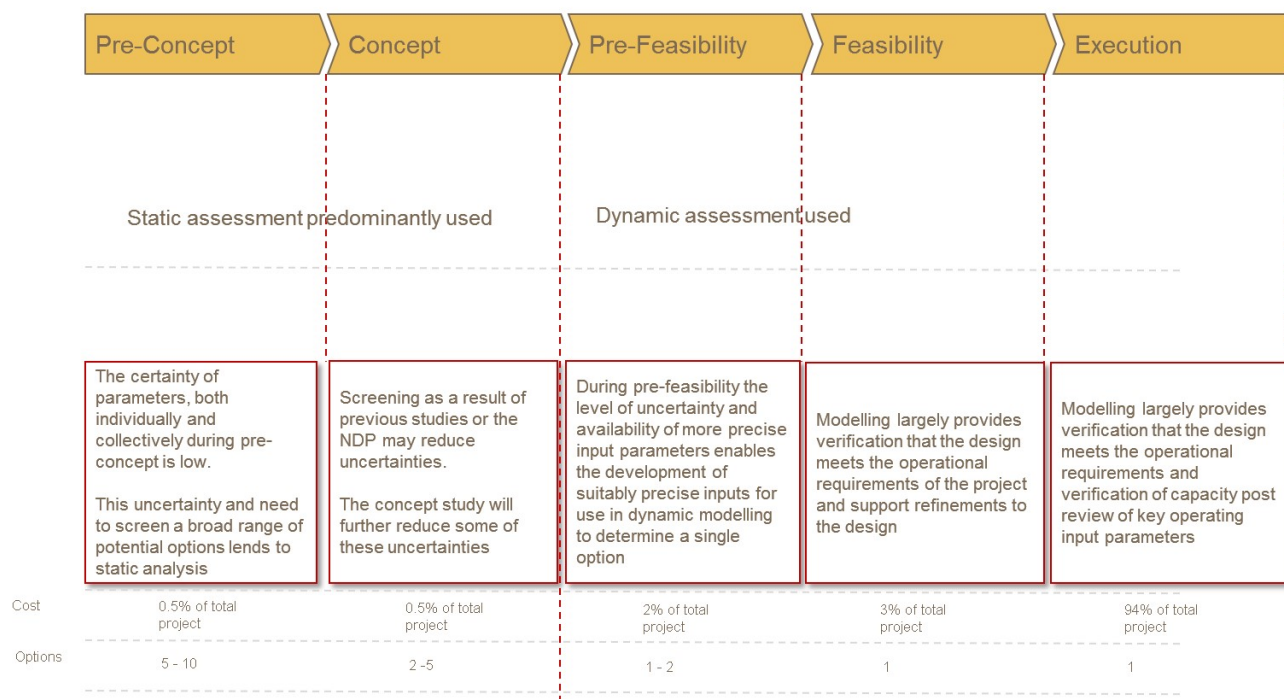 Pre-Concept
Concept
Pre-Feasibility
Feasibility
Execution
Static assessment predominantly used
Dynamic assessment used
The certainty of
parameters, both
individually and
collectively during pre-
concept is low.
This uncertainty and need
to screen a broad range of
potential options lends to
static analysis
Screening as a result of
previous studies or the
NDP may reduce
uncertainties.
The concept study will
further reduce some of
these uncertainties
During pre-feasibility the
level of uncertainty and
availability of more precise
input parameters enables
the development of
suitably precise inputs for
use in dynamic modelling
to determine a single
option
Modelling largely provides
verification that the design
meets the operational
requirements of the project
and support refinements to
the design
Modelling largely provides
verification that the design
meets the operational
requirements and
verification of capacity post
review of key operating
input parameters
Cost
0.5% of total
project
0.5% of total
project
2% of total
project
3% of total
project
94% of total
project
Options
5 - 10
2 -5
1 - 2
1
1